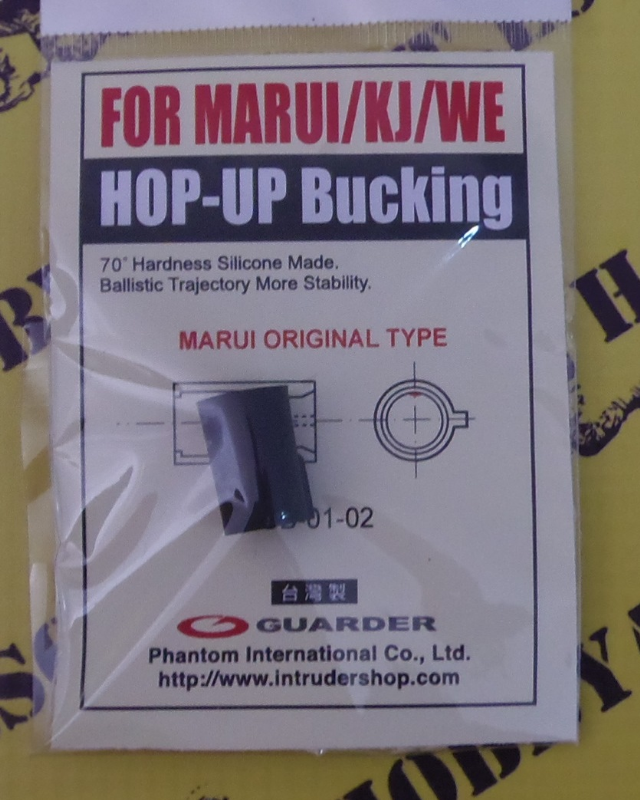 FOR MARUI/KJ/WE
HOP-UP Bucking
70° Hardness Silicone Made.
Ballistic Trajectory More Stability.
MARUI ORIGINAL TYPE
-01-02
台灣製
GUARDER
Phantom International Co., Ltd.
http://www.intrudershop.com